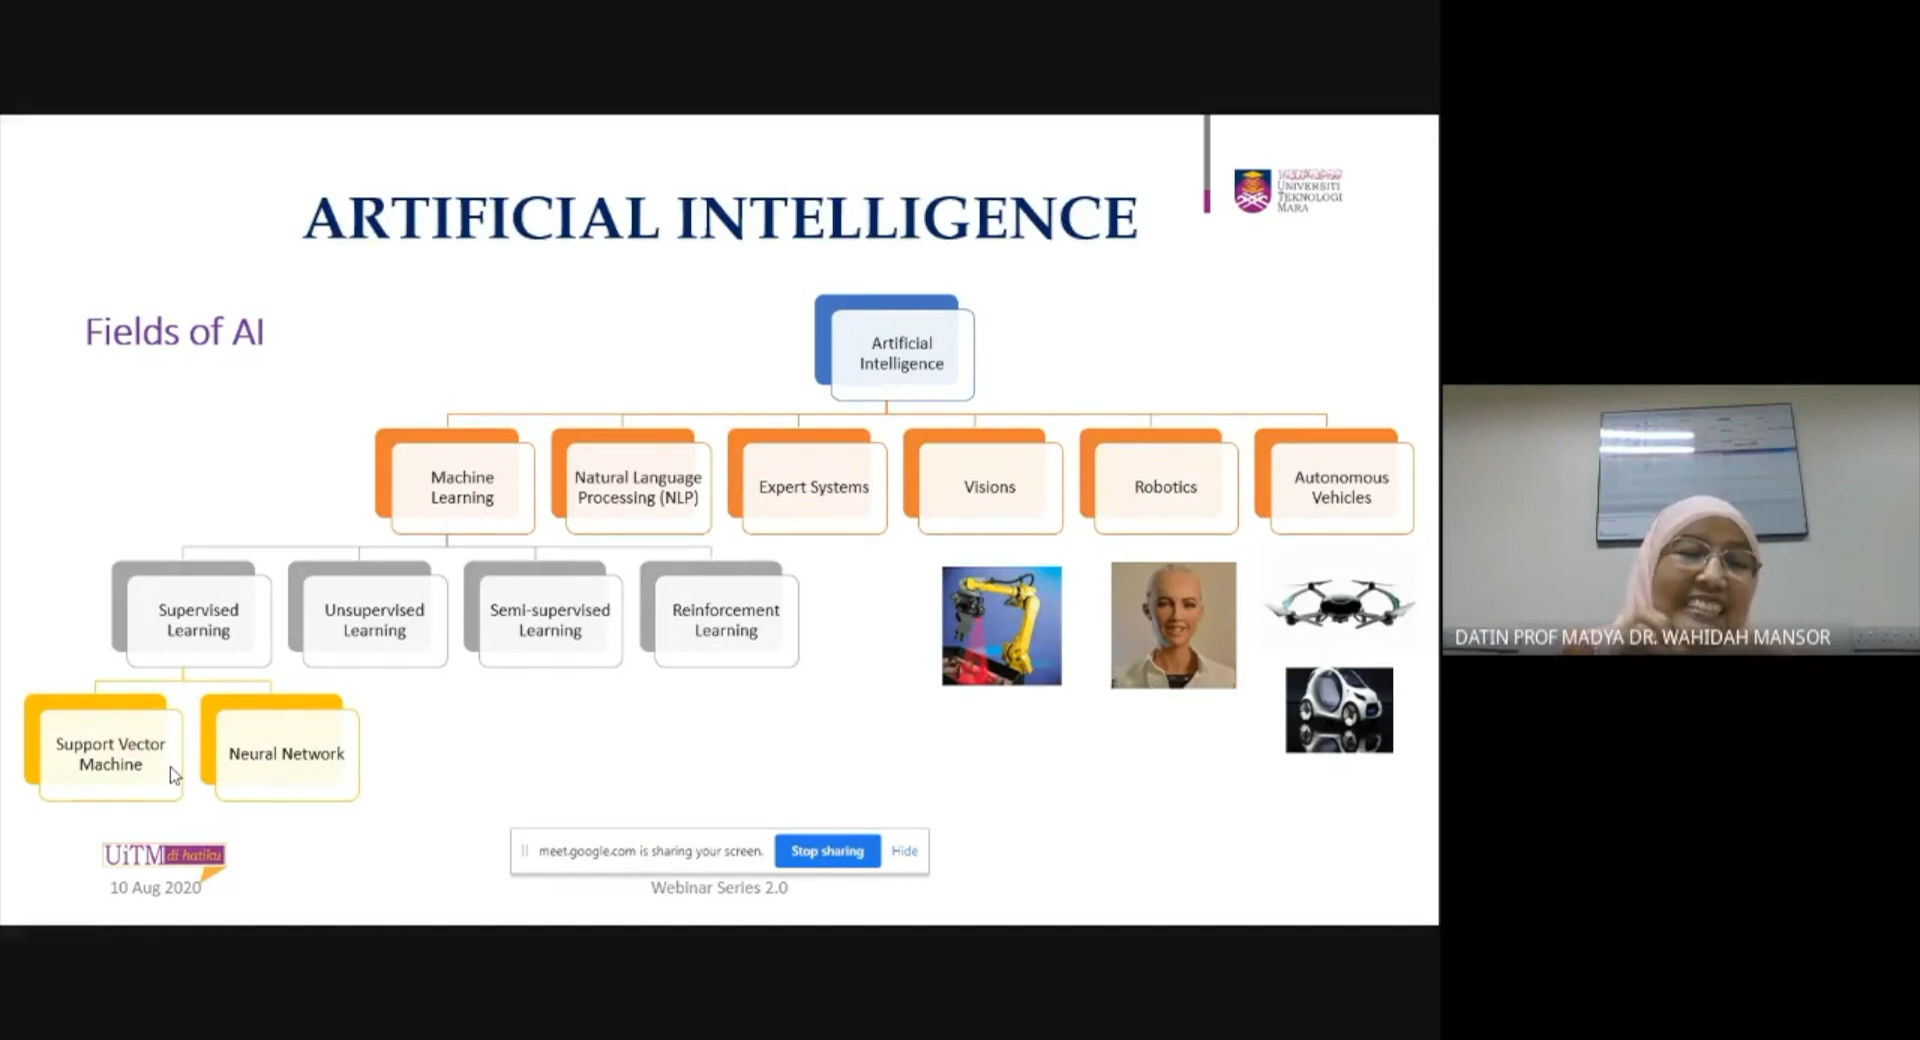 ARTIFICIAL INTELLIGENCE
UNIVERSITI
TEKNOLOGI
MARA
Fields of AI
Artificial
Intelligence
Machine
Learning
Natural Language
Processing (NLP)
Expert Systems
Visions
Robotics
Autonomous
Vehicles
Supervised
Learning
Unsupervised
Learning
Semi-supervised
Learning
Reinforcement
Learning
Support Vector
Machine
Neural Network
UiTM di hatiku
10 Aug 2020
meet.google.com is sharing your screen.
Stop sharing
Hide
Webinar Series 2.0
DATIN PROF MADYA DR. WAHIDAH MANSOR